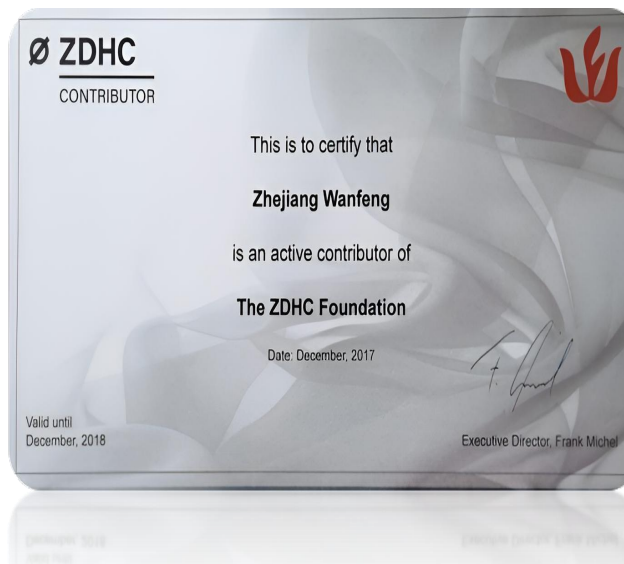 Ø ZDHC
CONTRIBUTOR
This is to certify that
Zhejiang Wanfeng
is an active contributor of
The ZDHC Foundation
Date: December, 2017
Valid until
December, 2018
Executive Director, Frank Michel